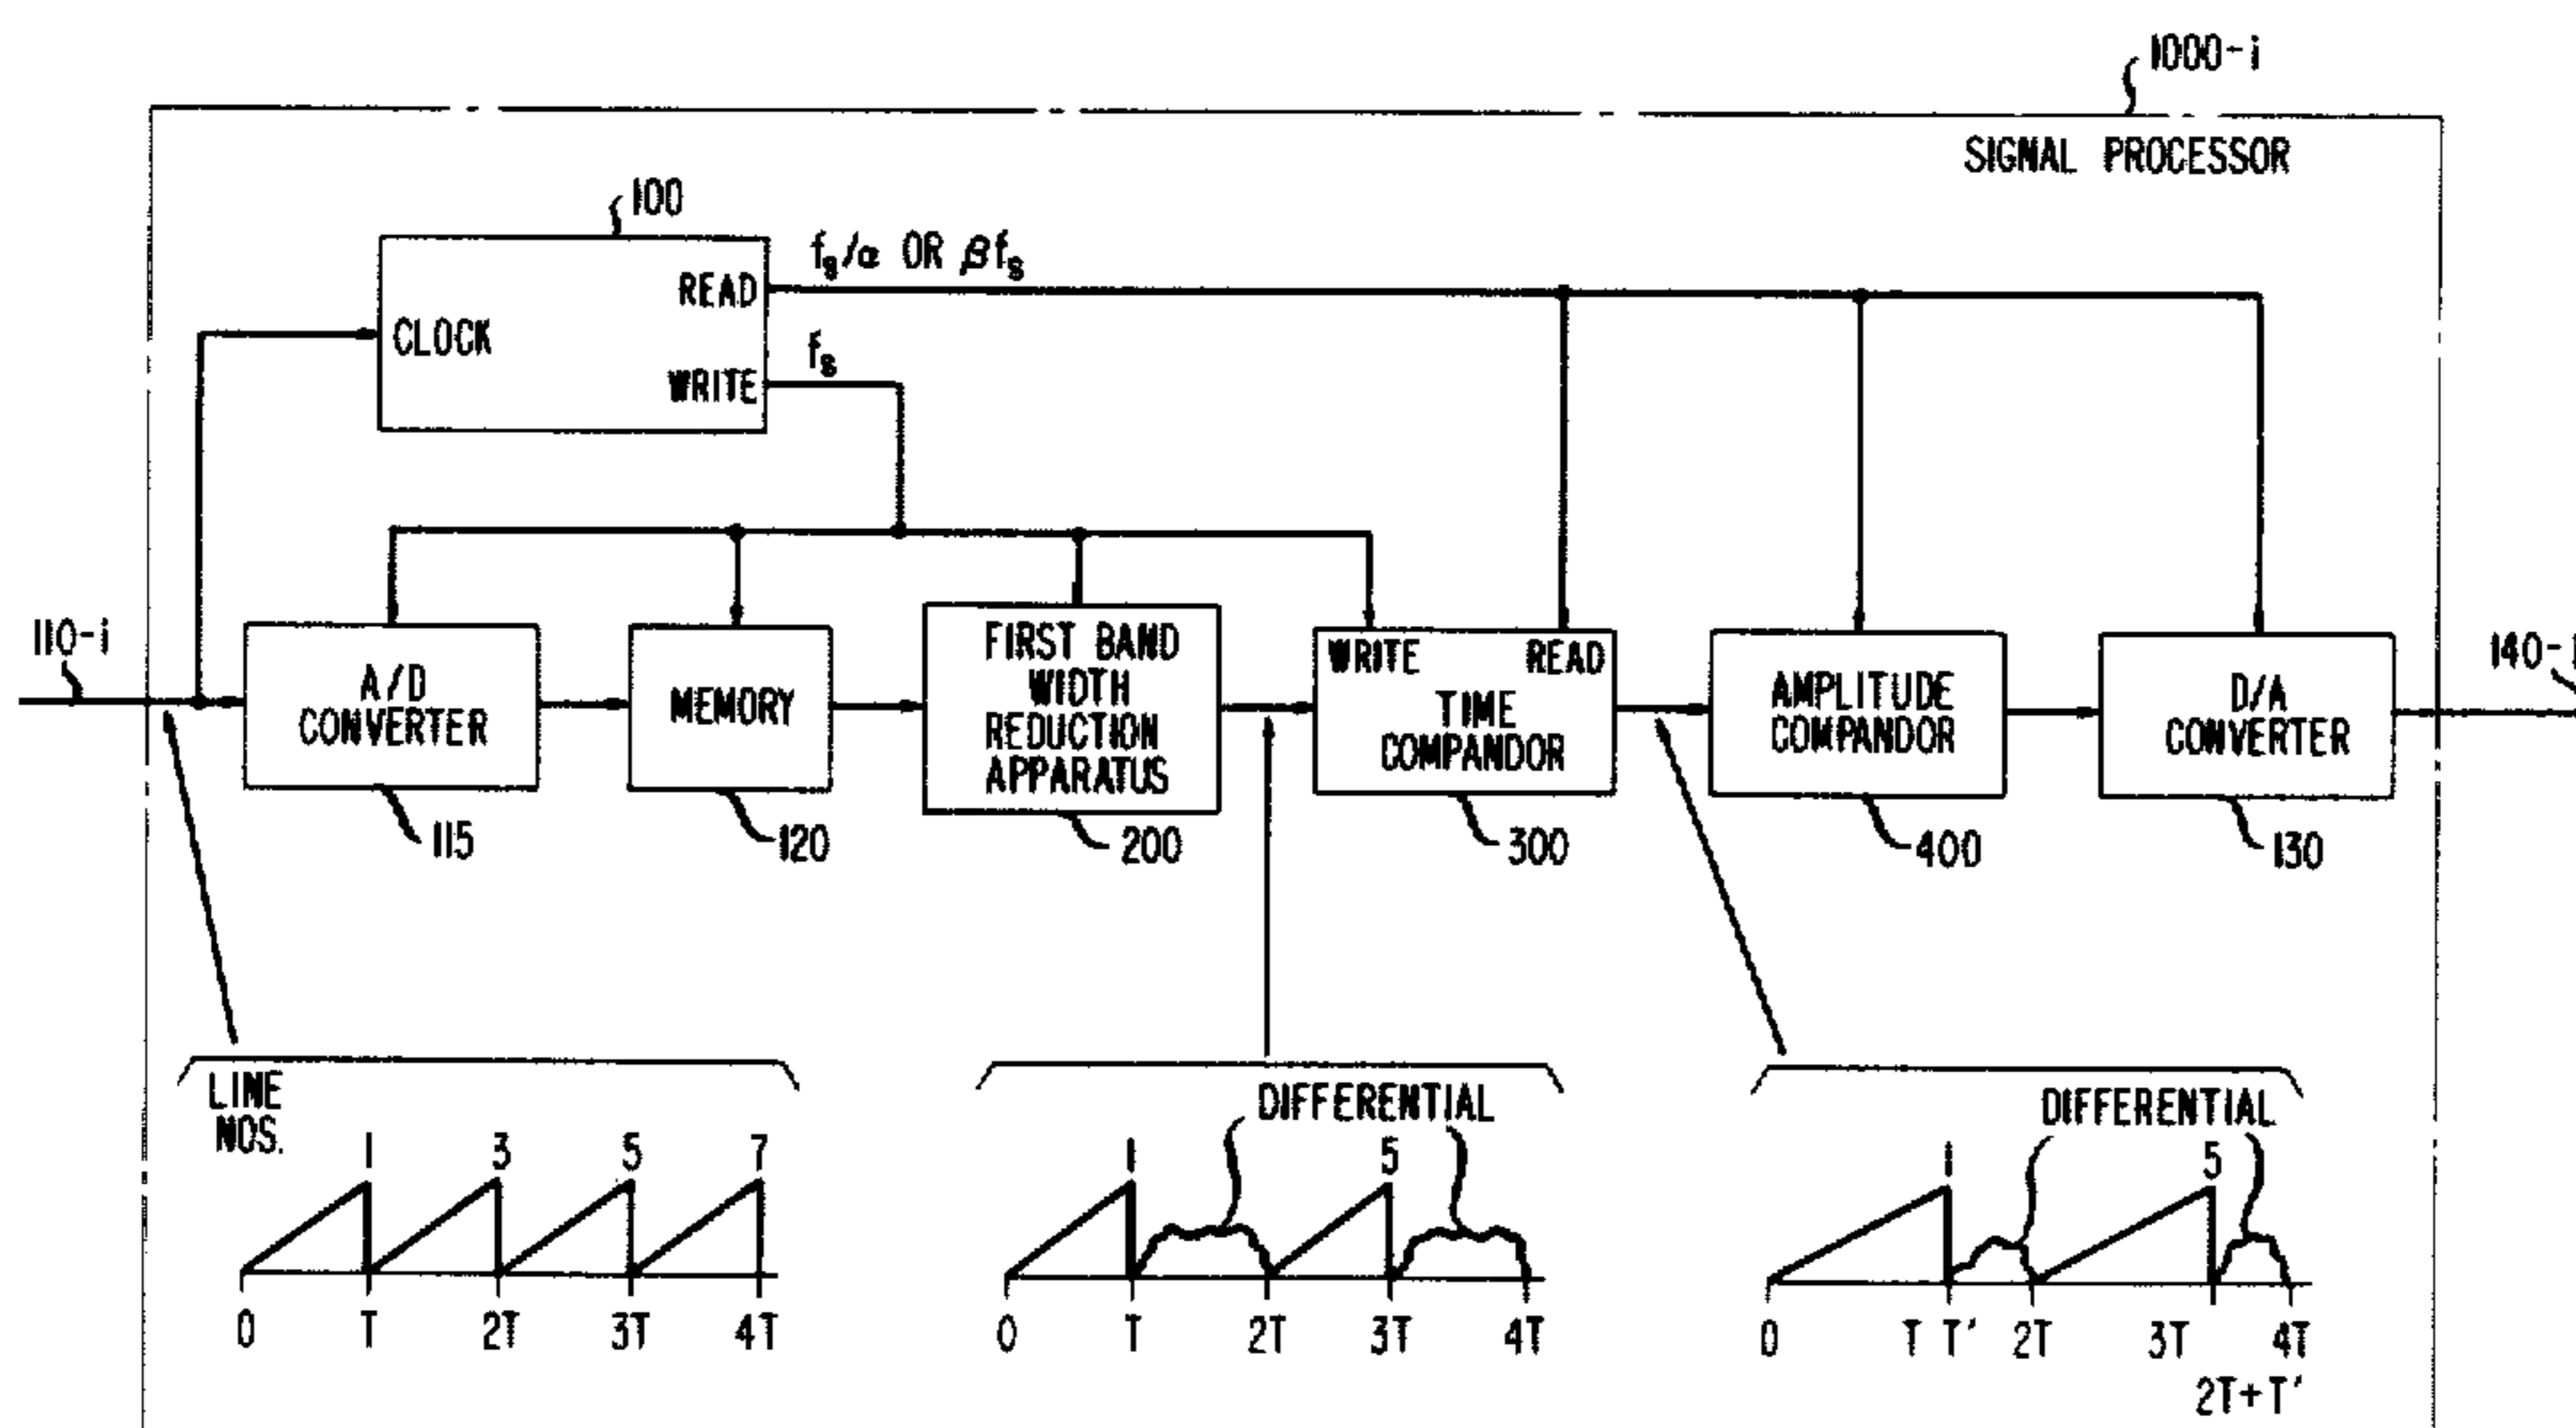 1000-i
SIGNAL PROCESSOR
100
fs/α OR βfs
READ
CLOCK
fs
WRITE
110-i
A/D
CONVERTER
MEMORY
FIRST BAND
WIDTH
REDUCTION
APPARATUS
WRITE READ
TIME
COMPANDOR
AMPLITUDE
COMPANDOR
D/A
CONVERTER
115
120
200
300
400
130
LINE
NOS.
1 3 5 7
0 T 2T 3T 4T
DIFFERENTIAL
1 5
0 T 2T 3T 4T
DIFFERENTIAL
1 5
0 T T' 2T 3T 4T
2T+T'